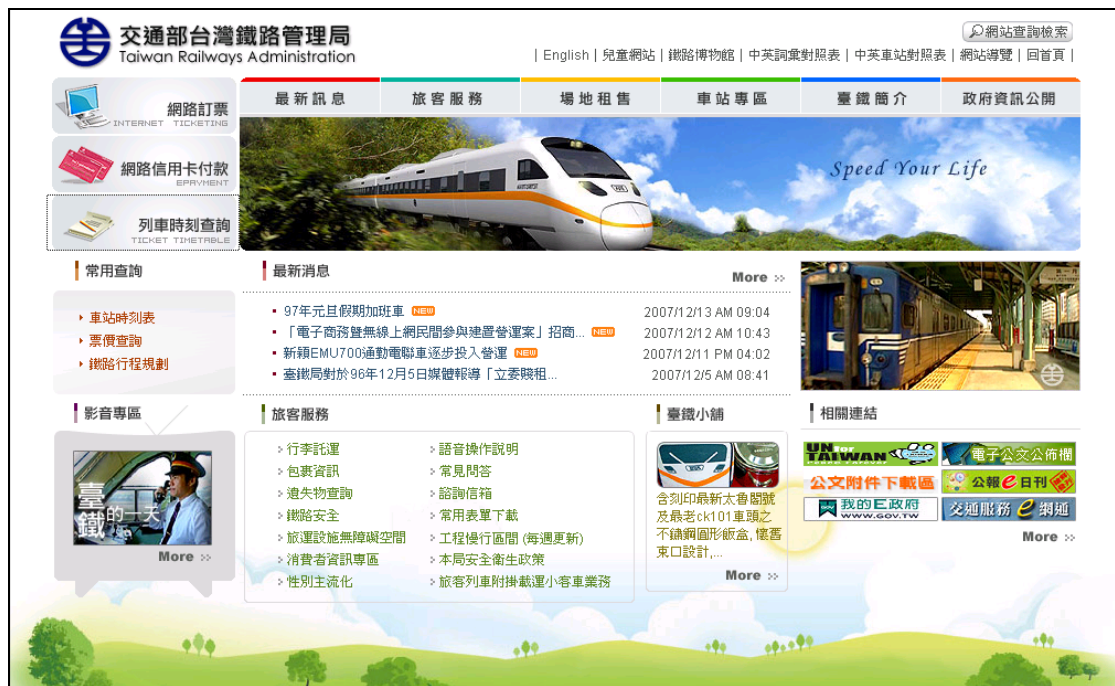 交通部台灣鐵路管理局
Taiwan Railways Administration
網站查詢檢索
| English | 兒童網站 | 鐵路博物館 | 中英詞彙對照表 | 中英車站對照表 | 網站導覽 | 回首頁 |
網路訂票
INTERNET TICKETING
網路信用卡付款
EPAYMENT
列車時刻查詢
TICKET TIMETABLE
最新訊息
旅客服務
場地租售
車站專區
臺鐵簡介
政府資訊公開
Speed Your Life
常用查詢
車站時刻表
票價查詢
鐵路行程規劃
最新消息
More
97年元旦假期加班車 NEW 2007/12/13 AM 09:04
「電子商務暨無線上網民間參與建置營運案」招商... NEW 2007/12/12 AM 10:43
新穎EMU700通勤電聯車逐步投入營運 NEW 2007/12/11 PM 04:02
臺鐵局對於96年12月5日媒體報導「立委賤租... 2007/12/5 AM 08:41
影音專區
臺鐵的一天
More
旅客服務
行李託運
包裹資訊
遺失物查詢
鐵路安全
旅運設施無障礙空間
消費者資訊專區
性別主流化
語音操作說明
常見問答
諮詢信箱
常用表單下載
工程慢行區間 (每週更新)
本局安全衛生政策
旅客列車附掛載運小客車業務
臺鐵小舖
含刻印最新太魯閣號
及最老ck101車頭之
不鏽鋼圓形飯盒, 懷舊
東口設計,...
More
相關連結
UN for
TAIWAN
電子公文公佈欄
公文附件下載區
公報e日刊
我的E政府
WWW.GOV.TW
交通服務e網通
More